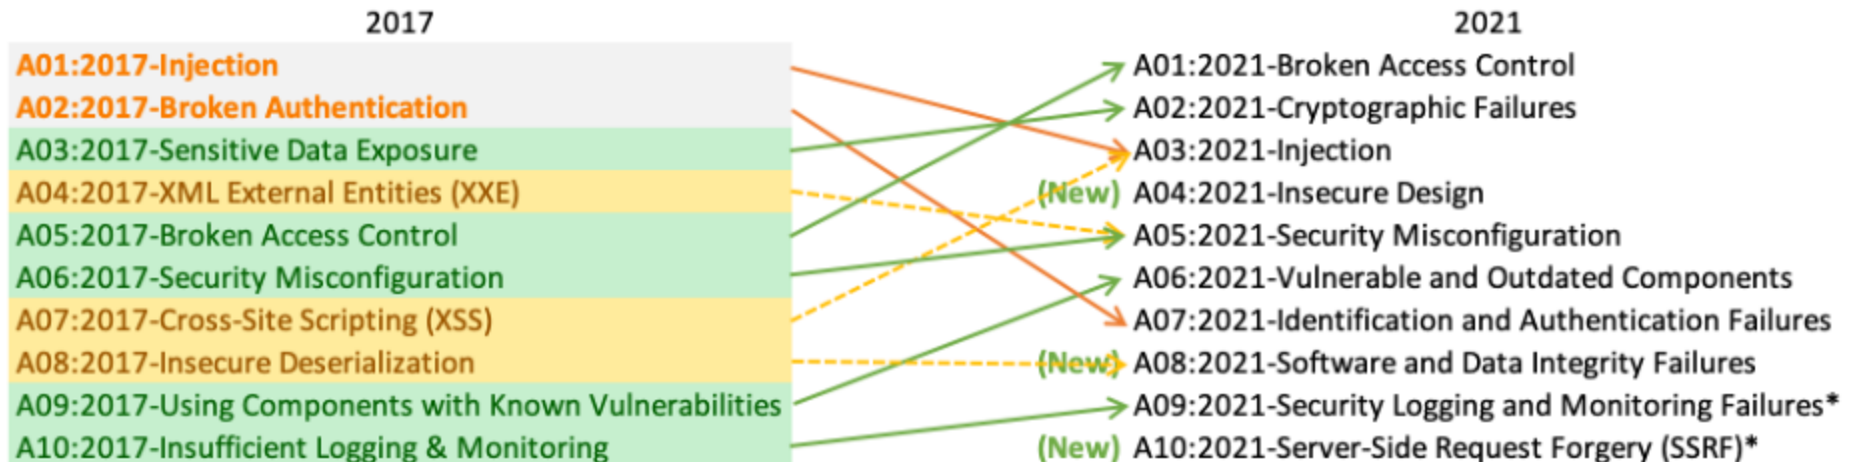 2017
A01:2017-Injection
A02:2017-Broken Authentication
A03:2017-Sensitive Data Exposure
A04:2017-XML External Entities (XXE)
A05:2017-Broken Access Control
A06:2017-Security Misconfiguration
A07:2017-Cross-Site Scripting (XSS)
A08:2017-Insecure Deserialization
A09:2017-Using Components with Known Vulnerabilities
A10:2017-Insufficient Logging & Monitoring
2021
A01:2021-Broken Access Control
A02:2021-Cryptographic Failures
A03:2021-Injection
(New) A04:2021-Insecure Design
A05:2021-Security Misconfiguration
A06:2021-Vulnerable and Outdated Components
A07:2021-Identification and Authentication Failures
(New) A08:2021-Software and Data Integrity Failures
A09:2021-Security Logging and Monitoring Failures*
(New) A10:2021-Server-Side Request Forgery (SSRF)*